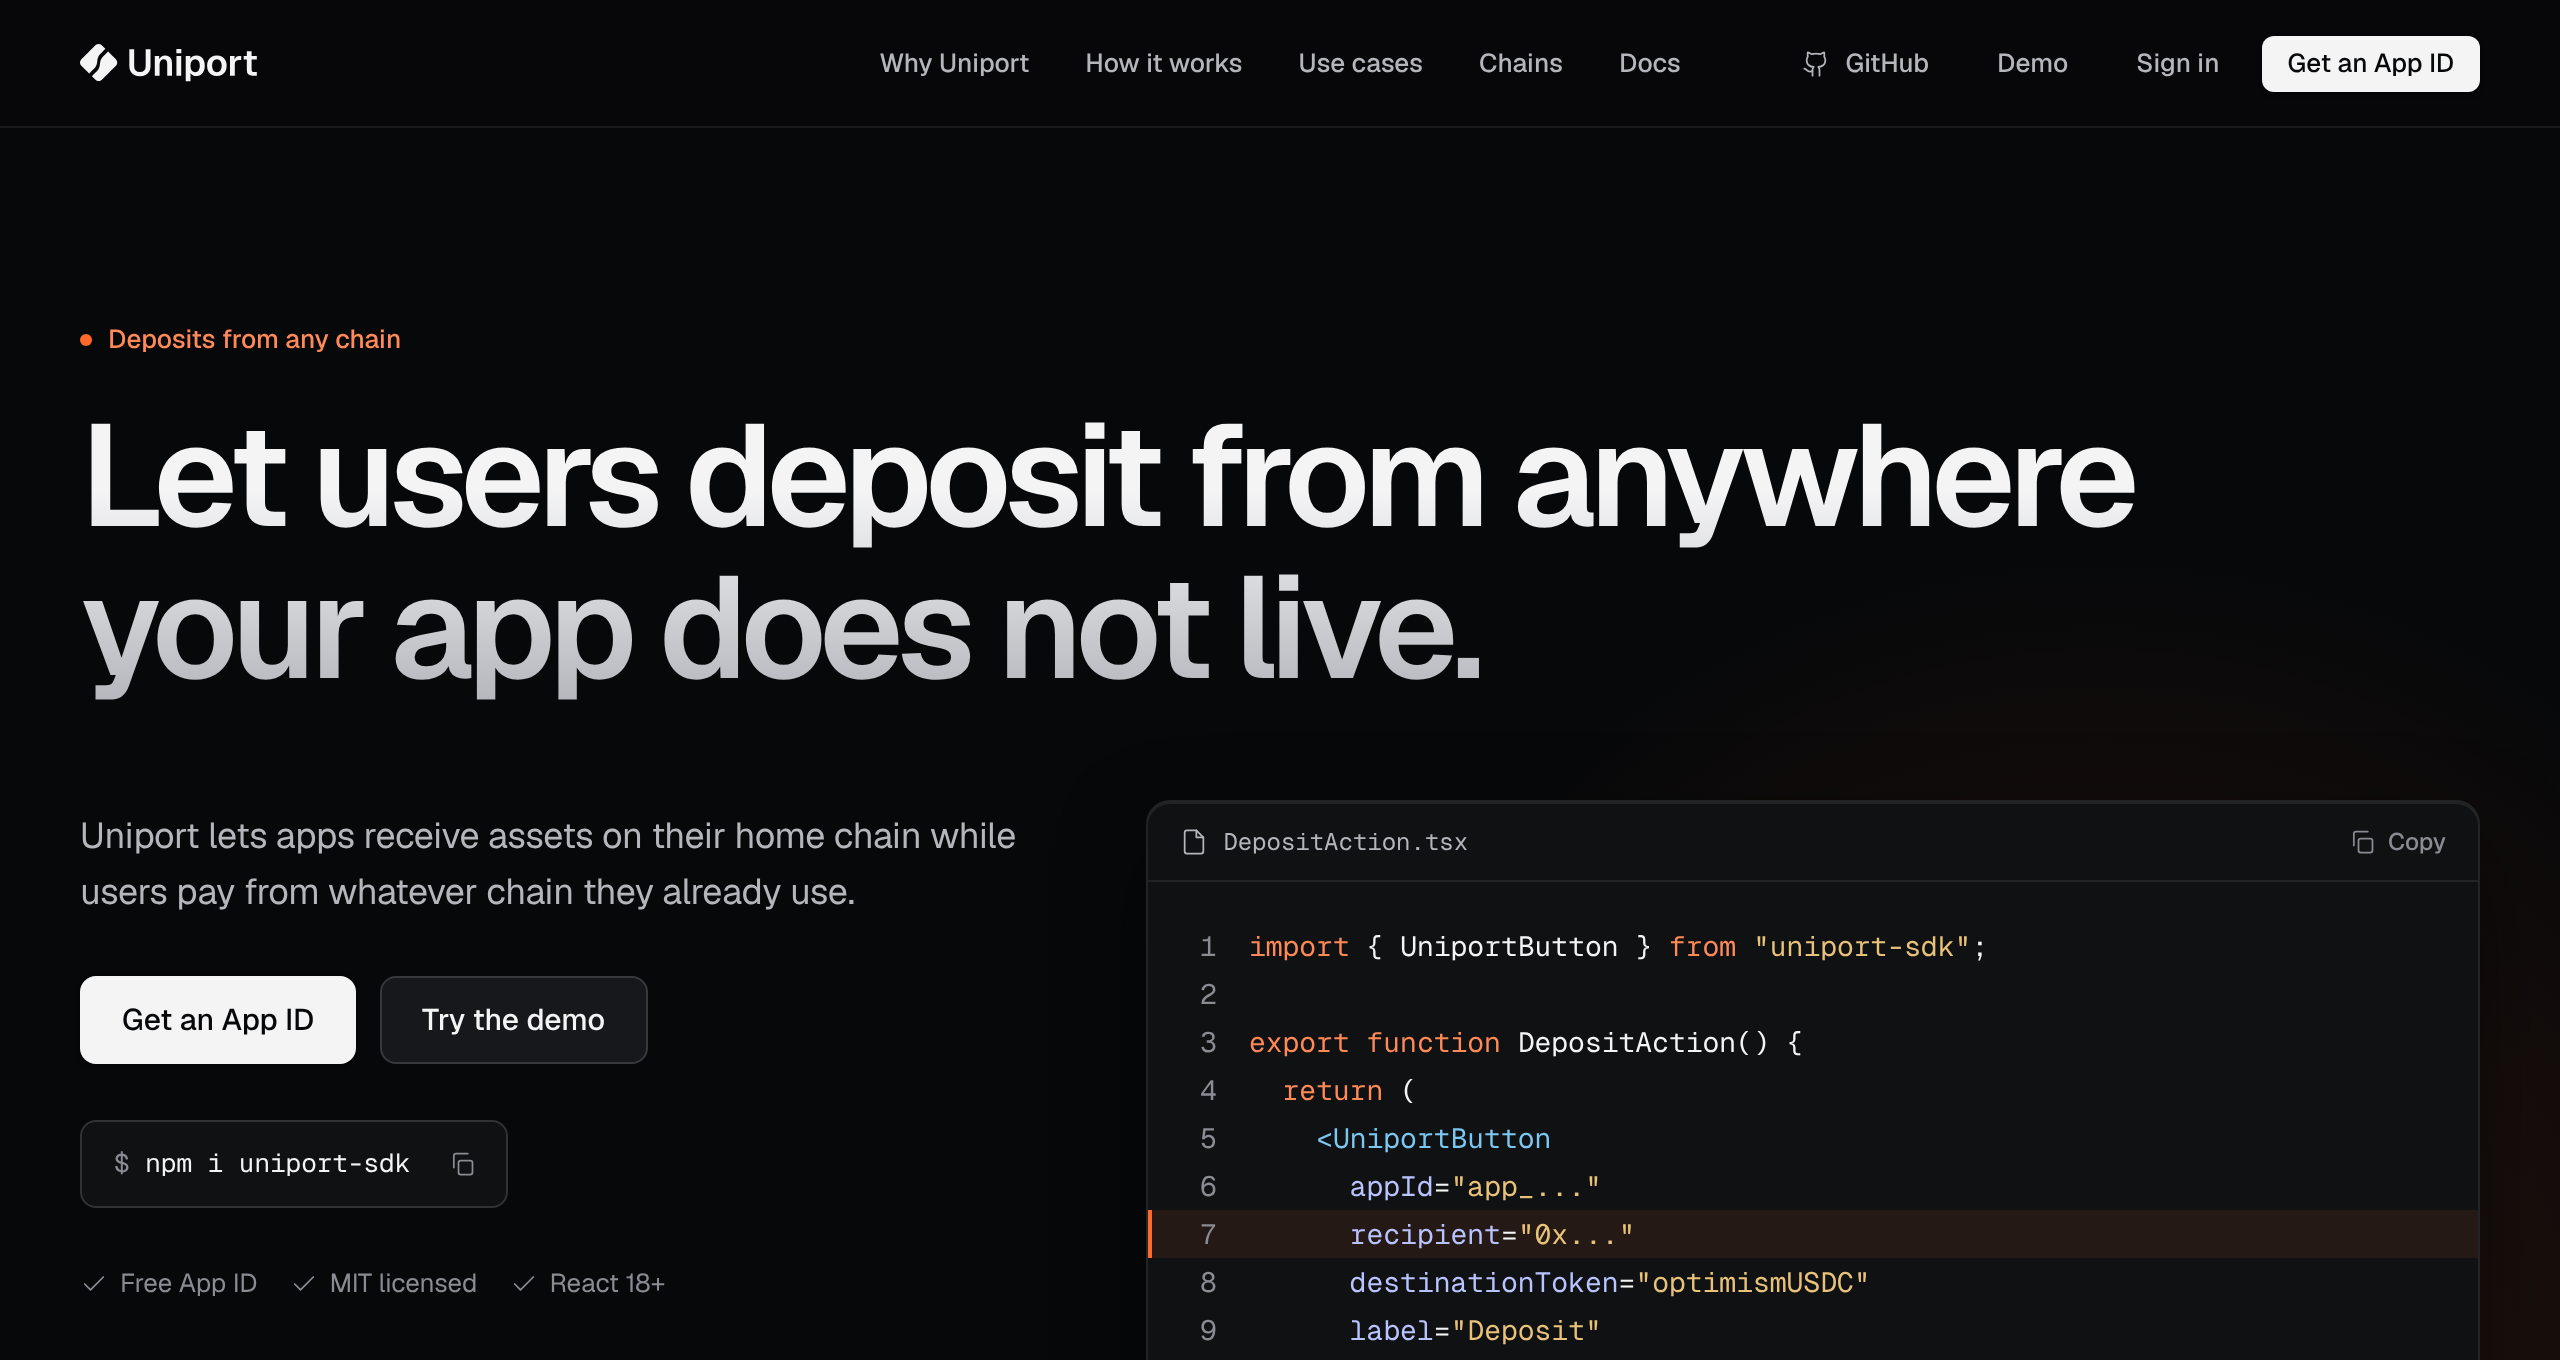 Uniport
Why Uniport
How it works
Use cases
Chains
Docs
GitHub
Demo
Sign in
Get an App ID
Deposits from any chain
Let users deposit from anywhere
your app does not live.
Uniport lets apps receive assets on their home chain while
users pay from whatever chain they already use.
Get an App ID
Try the demo
$ npm i uniport-sdk
Free App ID
MIT licensed
React 18+
DepositAction.tsx
Copy
1 import { UniportButton } from "uniport-sdk";
2
3 export function DepositAction() {
4   return (
5     <UniportButton
6       appId="app_..."
7       recipient="0x..."
8       destinationToken="optimismUSDC"
9       label="Deposit"